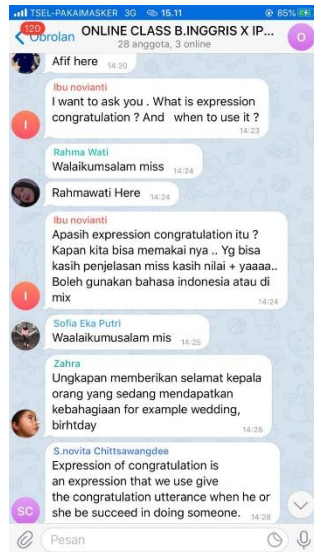 TSEL-PAKAIMASKER 3G 15.11 85%
120
Obrolan ONLINE CLASS B.INGGRIS X IP...
28 anggota, 3 online
O
Afif here 14:20
Ibu novianti
I want to ask you . What is expression
congratulation ? And when to use it ?
14:23
I
Rahma Wati
Walaikumsalam miss 14:24
Rahmawati Here 14:24
Ibu novianti
Apasih expression congratulation itu ?
Kapan kita bisa memakai nya .. Yg bisa
kasih penjelasan miss kasih nilai + yaaaa..
Boleh gunakan bahasa indonesia atau di
mix 14:24
I
Sofia Eka Putri
Waalaikumusalam mis 14:25
Zahra
Ungkapan memberikan selamat kepala
orang yang sedang mendapatkan
kebahagiaan for example wedding,
birhtday 14:26
S.novita Chittsawangdee
Expression of congratulation is
an expression that we use give
the congratulation utterance when he or
she be succeed in doing someone. 14:28
SC
Pesan